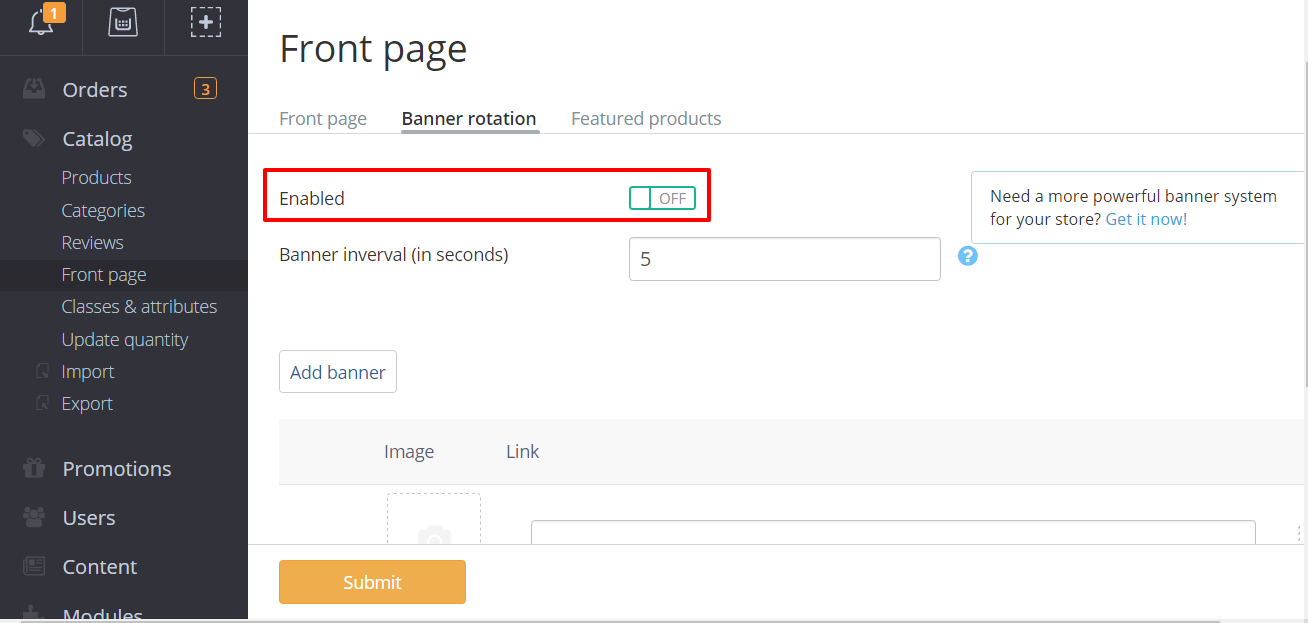 1
Orders 3
Catalog
Products
Categories
Reviews
Front page
Classes & attributes
Update quantity
Import
Export
Promotions
Users
Content
Modules
Front page
Front page Banner rotation Featured products
Enabled OFF
Banner inverval (in seconds) 5 ?
Need a more powerful banner system
for your store? Get it now!
Add banner
Image Link
Submit